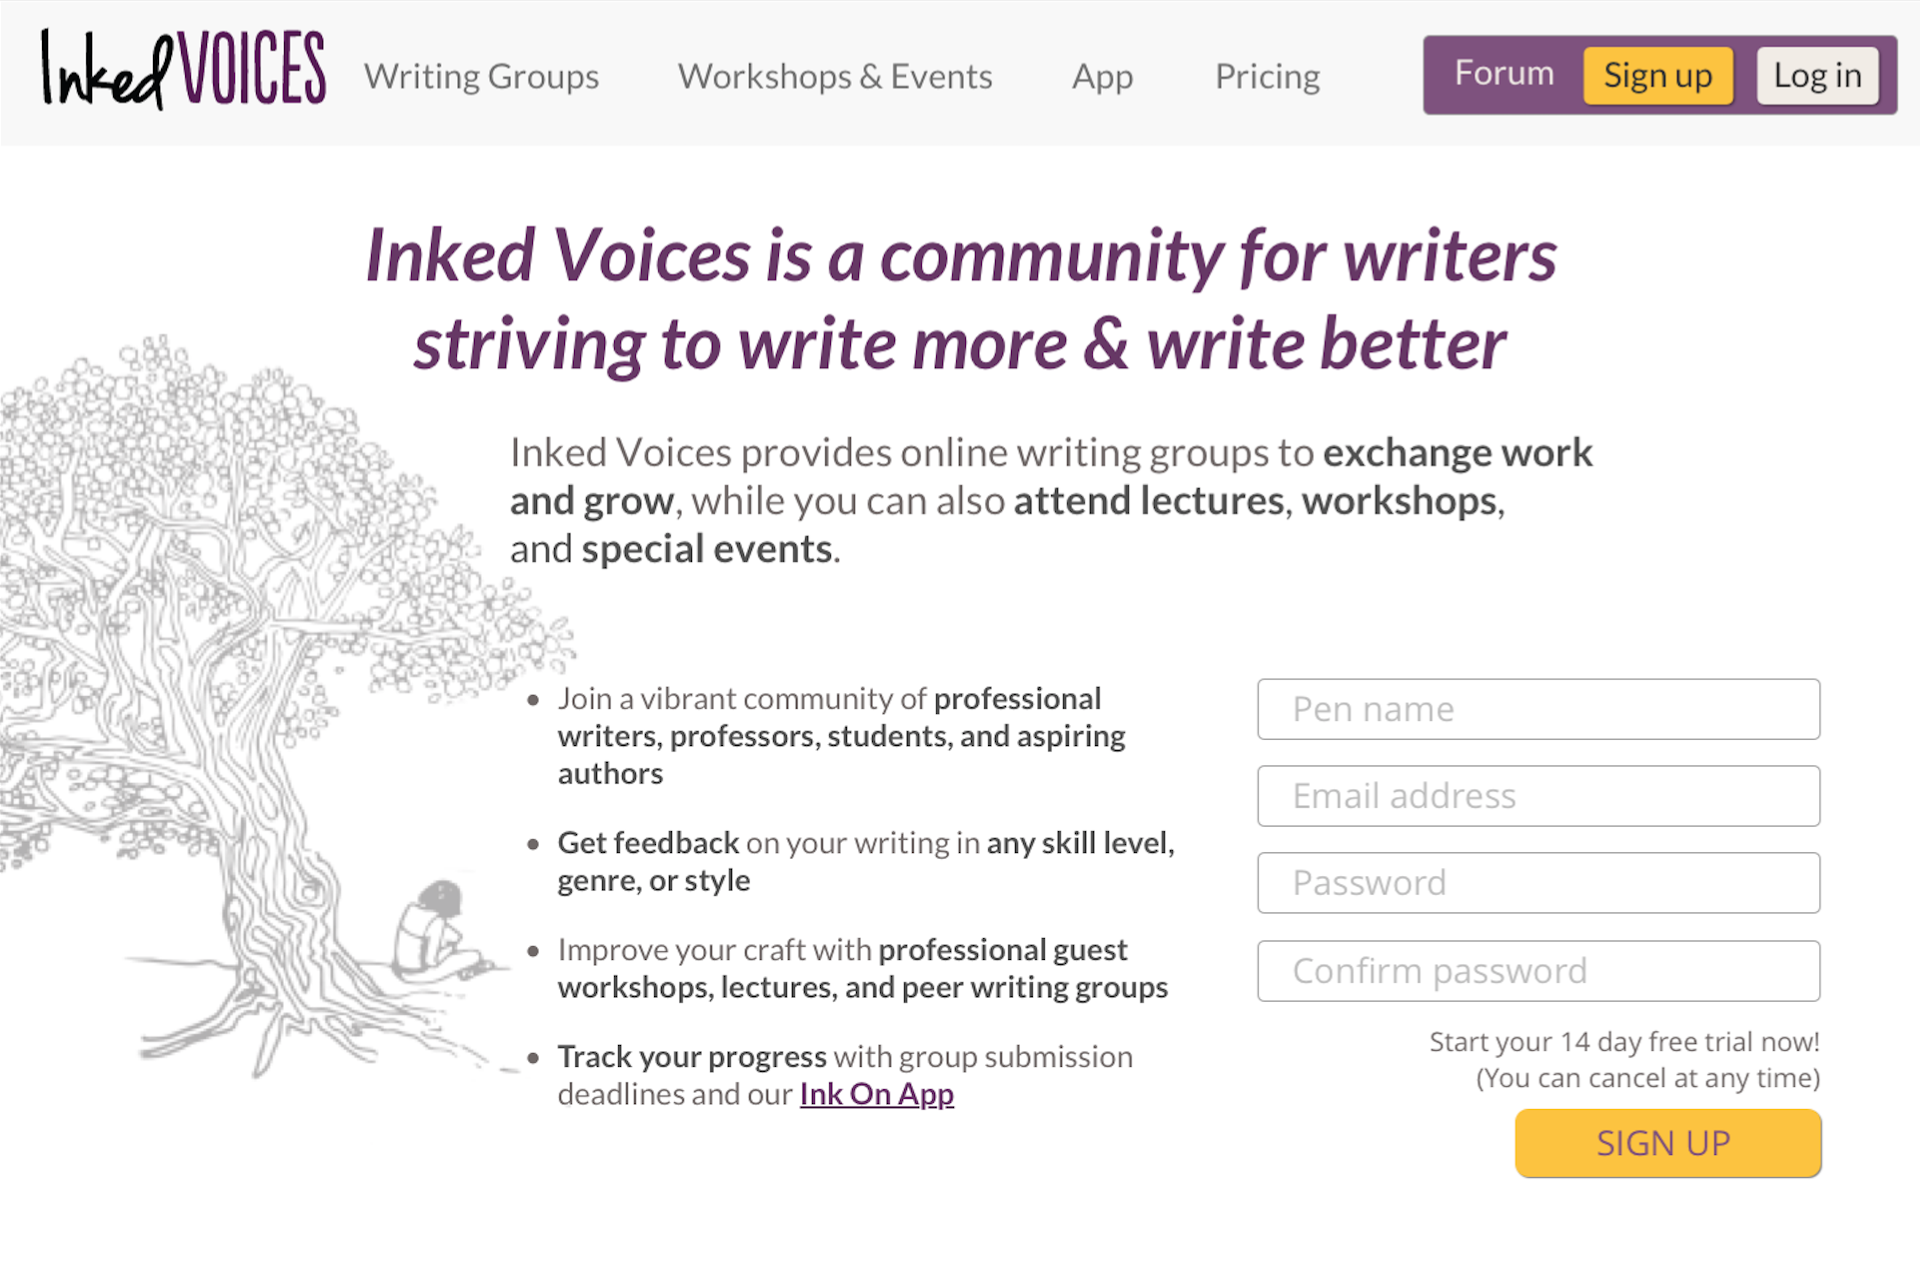 Inked VOICES Writing Groups Workshops & Events App Pricing Forum Sign up Log in
Inked Voices is a community for writers
striving to write more & write better
Inked Voices provides online writing groups to exchange work
and grow, while you can also attend lectures, workshops,
and special events.
• Join a vibrant community of professional
writers, professors, students, and aspiring
authors
• Get feedback on your writing in any skill level,
genre, or style
• Improve your craft with professional guest
workshops, lectures, and peer writing groups
• Track your progress with group submission
deadlines and our Ink On App
Pen name
Email address
Password
Confirm password
Start your 14 day free trial now!
(You can cancel at any time)
SIGN UP